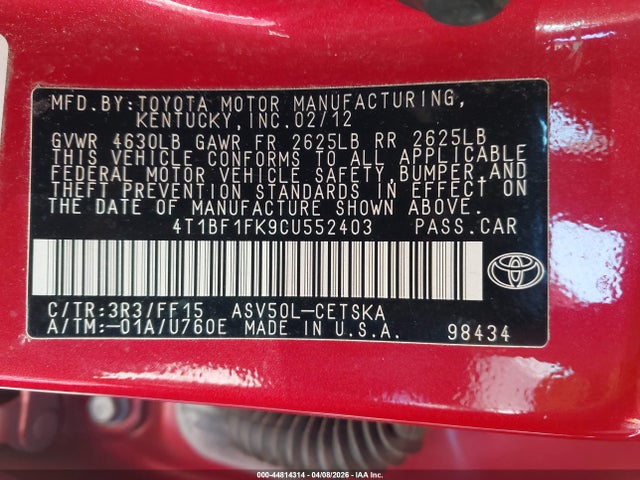 MFD.BY:TOYOTA MOTOR MANUFACTURING,
KENTUCKY,INC.02/12
GVWR 4630LB GAWR FR 2625LB RR 2625LB
THIS VEHICLE CONFORMS TO ALL APPLICABLE
FEDERAL MOTOR VEHICLE SAFETY,BUMPER,AND
THEFT PREVENTION STANDARDS IN EFFECT ON
THE DATE OF MANUFACTURE SHOWN ABOVE.
4T1BF1FK9CU552403 PASS.CAR
C/TR:3R3/FF15 ASV50L-CETSKA
A/TM:-01A/U760E MADE IN U.S.A. 98434
TOYOTA
000-44814314 | 04/08/2026 | IAA Inc.